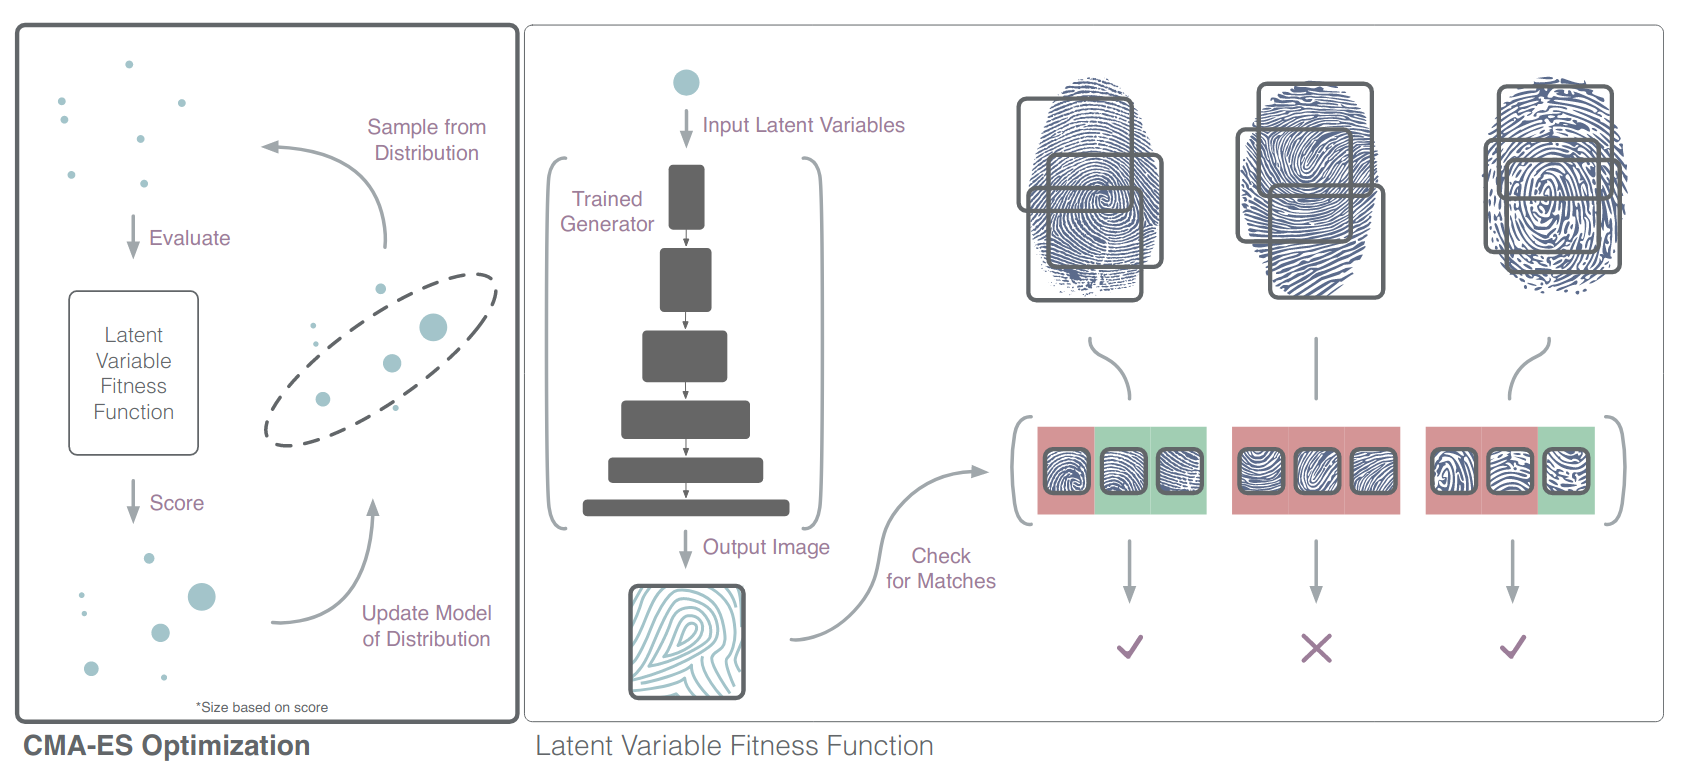 Sample from
Distribution
Evaluate
Latent
Variable
Fitness
Function
Score
Update Model
of Distribution
*Size based on score
CMA-ES Optimization
Input Latent Variables
Trained
Generator
Output Image
Check
for Matches
Latent Variable Fitness Function